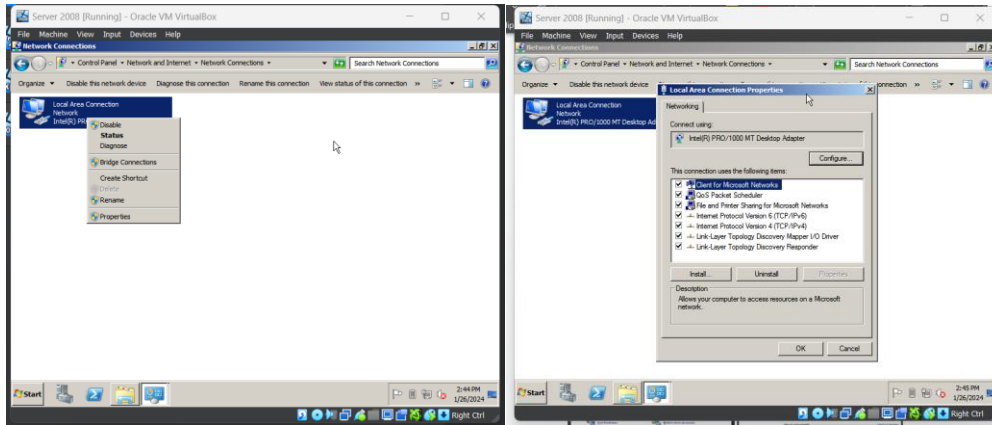 Server 2008 [Running] - Oracle VM VirtualBox
File Machine View Input Devices Help
Network Connections
Control Panel Network and Internet Network Connections
Search Network Connections
Organize Disable this network device Diagnose this connection Rename this connection View status of this connection »
Local Area Connection
Network
Intel(R) PR
Disable
Status
Diagnose
Bridge Connections
Create Shortcut
Delete
Rename
Properties
Start
2:44 PM
1/26/2024
Right Ctrl
Server 2008 [Running] - Oracle VM VirtualBox
File Machine View Input Devices Help
Network Connections
Control Panel Network and Internet Network Connections
Search Network Connections
Organize Disable this network device onnection »
Local Area Connection
Network
Intel(R) PRO/1000 MT Desktop Ad
Local Area Connection Properties
Networking
Connect using:
Intel(R) PRO/1000 MT Desktop Adapter
Configure...
This connection uses the following items:
Client for Microsoft Networks
QoS Packet Scheduler
File and Printer Sharing for Microsoft Networks
Internet Protocol Version 6 (TCP/IPv6)
Internet Protocol Version 4 (TCP/IPv4)
Link-Layer Topology Discovery Mapper I/O Driver
Link-Layer Topology Discovery Responder
Install... Uninstall Properties
Description
Allows your computer to access resources on a Microsoft
network.
OK Cancel
Start
2:45 PM
1/26/2024
Right Ctrl